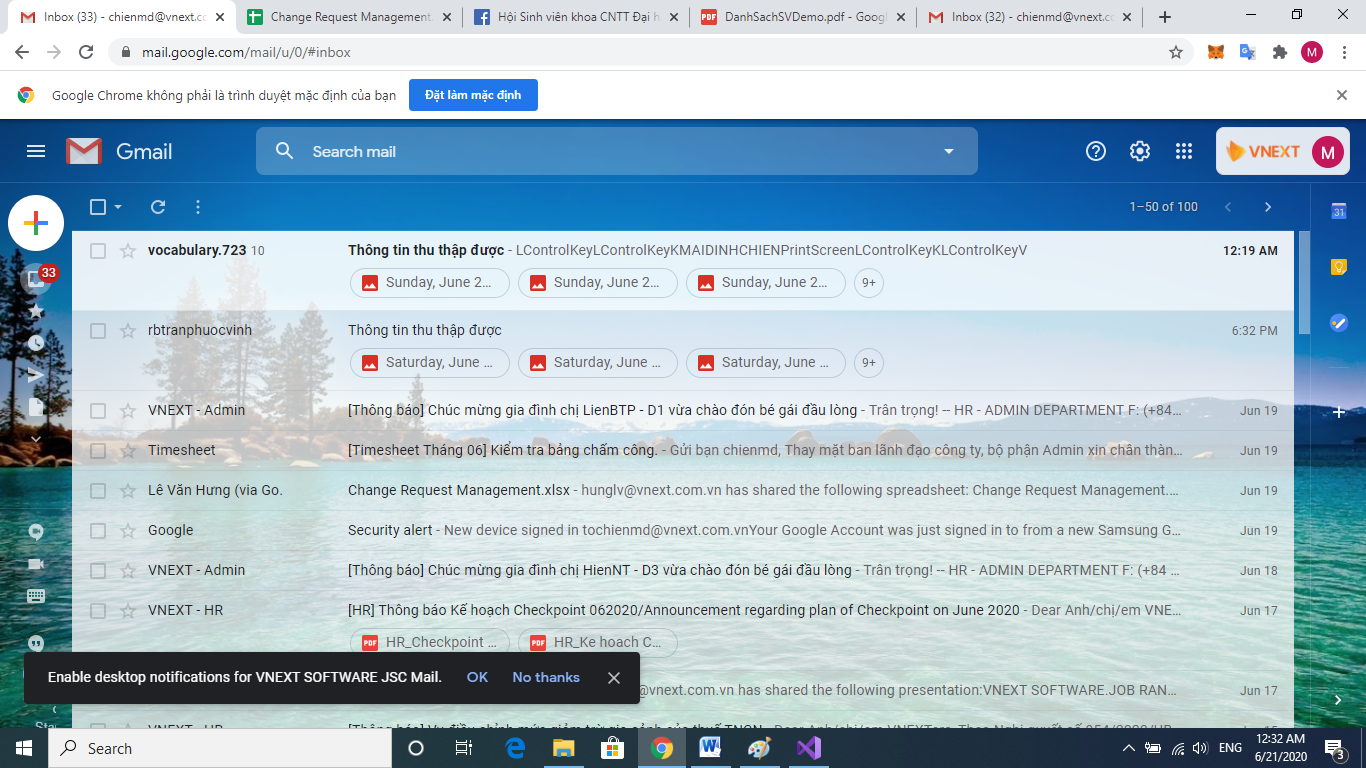 Inbox (33) - chienmd@vnext.co
Change Request Management.
Hội Sinh viên khoa CNTT Đại h
DanhSachSVDemo.pdf - Goog
Inbox (32) - chienmd@vnext.co
mail.google.com/mail/u/0/#inbox
M
Google Chrome không phải là trình duyệt mặc định của bạn Đặt làm mặc định
Gmail Search mail VNEXT M
1–50 of 100
31
33
vocabulary.723 10 Thông tin thu thập được - LControlKeyLControlKeyKMAIDINHCHIENPrintScreenLControlKeyKLControlKeyV 12:19 AM
Sunday, June 2... Sunday, June 2... Sunday, June 2... 9+
rbtranphuocvinh Thông tin thu thập được 6:32 PM
Saturday, June ... Saturday, June ... Saturday, June ... 9+
VNEXT - Admin [Thông báo] Chúc mừng gia đình chị LienBTP - D1 vừa chào đón bé gái đầu lòng - Trân trọng! -- HR - ADMIN DEPARTMENT F: (+84... Jun 19
Timesheet [Timesheet Tháng 06] Kiểm tra bảng chấm công. - Gửi bạn chienmd, Thay mặt ban lãnh đạo công ty, bộ phận Admin xin chân thàn... Jun 19
Lê Văn Hưng (via Go. Change Request Management.xlsx - hunglv@vnext.com.vn has shared the following spreadsheet: Change Request Management.... Jun 19
Google Security alert - New device signed in tochienmd@vnext.com.vnYour Google Account was just signed in to from a new Samsung G... Jun 19
VNEXT - Admin [Thông báo] Chúc mừng gia đình chị HienNT - D3 vừa chào đón bé gái đầu lòng - Trân trọng! -- HR - ADMIN DEPARTMENT F: (+84 ... Jun 18
VNEXT - HR [HR] Thông báo Kế hoạch Checkpoint 062020/Announcement regarding plan of Checkpoint on June 2020 - Dear Anh/chị/em VNE... Jun 17
PDF HR_Checkpoint ... PDF HR_Ke hoach C...
Enable desktop notifications for VNEXT SOFTWARE JSC Mail. OK No thanks
@vnext.com.vn has shared the following presentation:VNEXT SOFTWARE.JOB RAN... Jun 17
Search
ENG
12:32 AM
6/21/2020
3